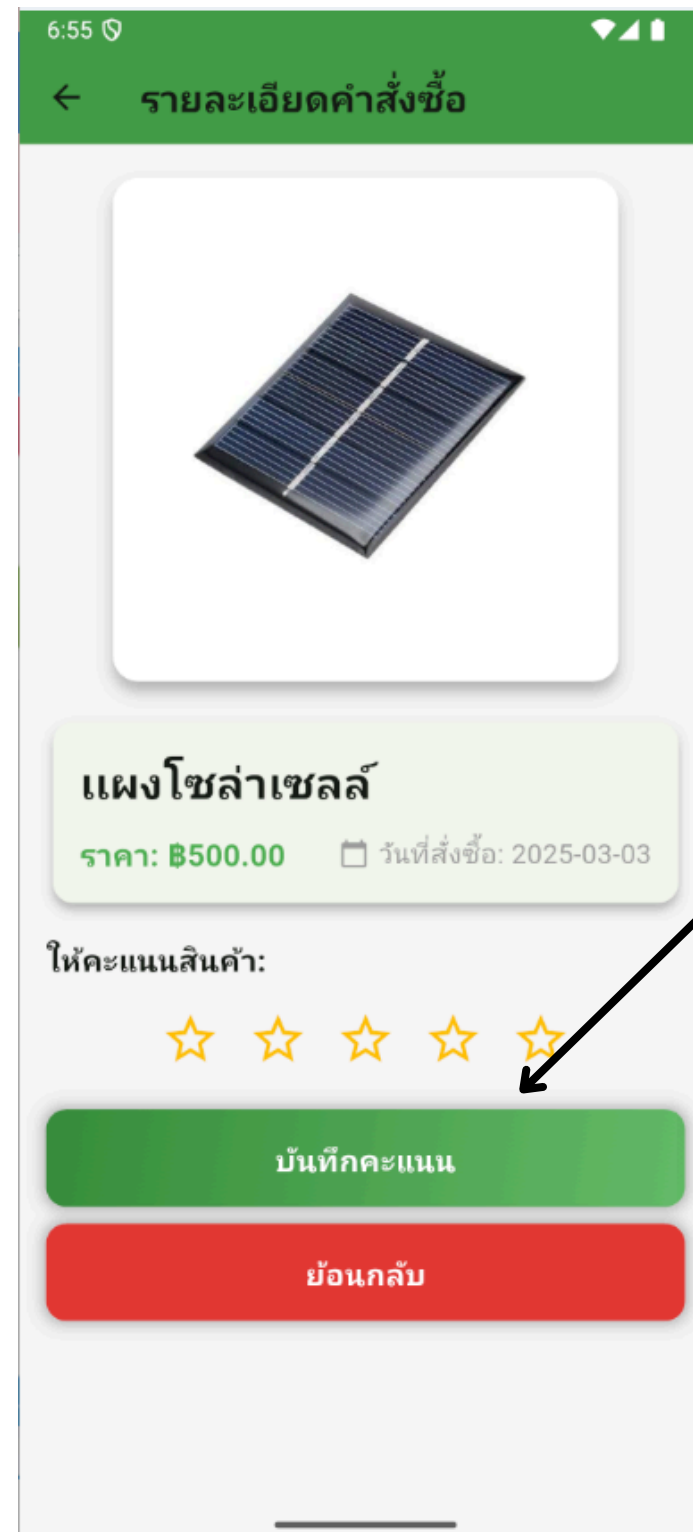 6:55
รายละเอียดคำสั่งซื้อ
แผงโซล่าเซลล์
ราคา: ฿500.00 วันที่สั่งซื้อ: 2025-03-03
ให้คะแนนสินค้า:
บันทึกคะแนน
ย้อนกลับ